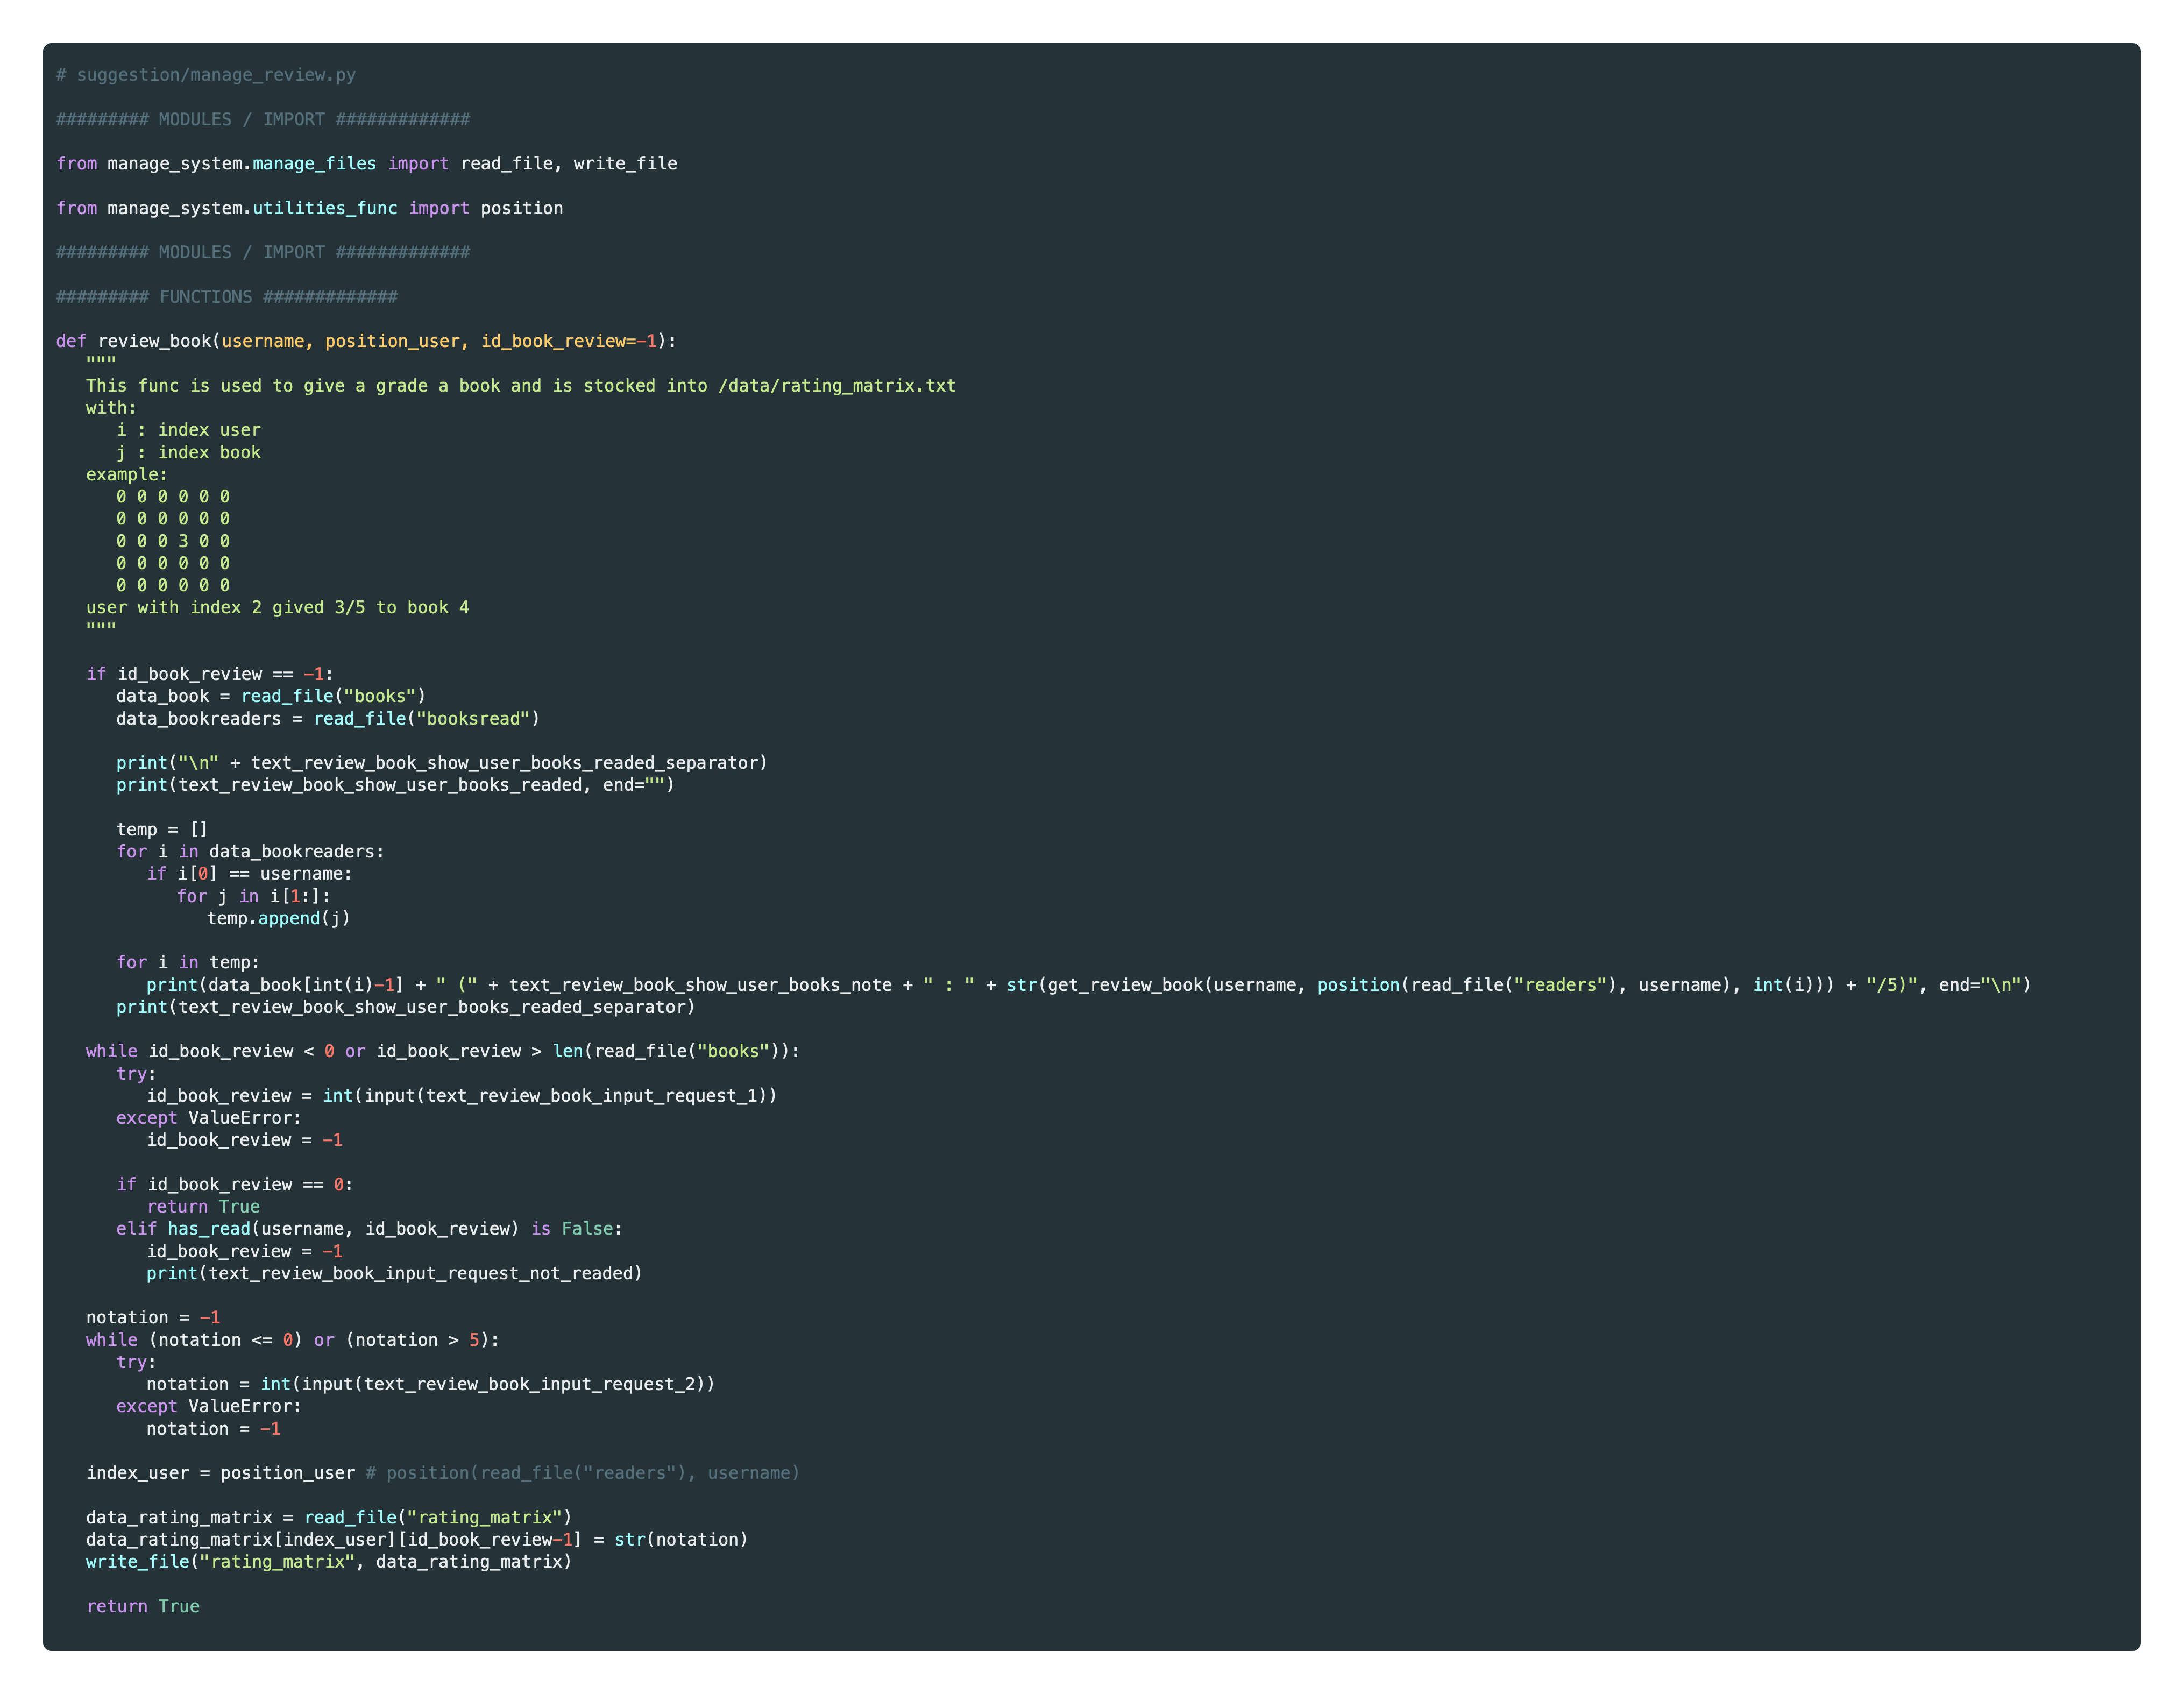 # suggestion/manage_review.py
######### MODULES / IMPORT #############
from manage_system.manage_files import read_file, write_file
from manage_system.utilities_func import position
######### MODULES / IMPORT #############
######### FUNCTIONS #############
def review_book(username, position_user, id_book_review=-1):
"""
This func is used to give a grade a book and is stocked into /data/rating_matrix.txt
with:
i : index user
j : index book
example:
0 0 0 0 0 0
0 0 0 0 0 0
0 0 0 3 0 0
0 0 0 0 0 0
0 0 0 0 0 0
user with index 2 gived 3/5 to book 4
"""
if id_book_review == -1:
data_book = read_file("books")
data_bookreaders = read_file("booksread")
print("\n" + text_review_book_show_user_books_readed_separator)
print(text_review_book_show_user_books_readed, end="")
temp = []
for i in data_bookreaders:
if i[0] == username:
for j in i[1:]:
temp.append(j)
for i in temp:
print(data_book[int(i)-1] + " (" + text_review_book_show_user_books_note + " : " + str(get_review_book(username, position(read_file("readers"), username), int(i))) + "/5)", end="\n")
print(text_review_book_show_user_books_readed_separator)
while id_book_review < 0 or id_book_review > len(read_file("books")):
try:
id_book_review = int(input(text_review_book_input_request_1))
except ValueError:
id_book_review = -1
if id_book_review == 0:
return True
elif has_read(username, id_book_review) is False:
id_book_review = -1
print(text_review_book_input_request_not_readed)
notation = -1
while (notation <= 0) or (notation > 5):
try:
notation = int(input(text_review_book_input_request_2))
except ValueError:
notation = -1
index_user = position_user # position(read_file("readers"), username)
data_rating_matrix = read_file("rating_matrix")
data_rating_matrix[index_user][id_book_review-1] = str(notation)
write_file("rating_matrix", data_rating_matrix)
return True